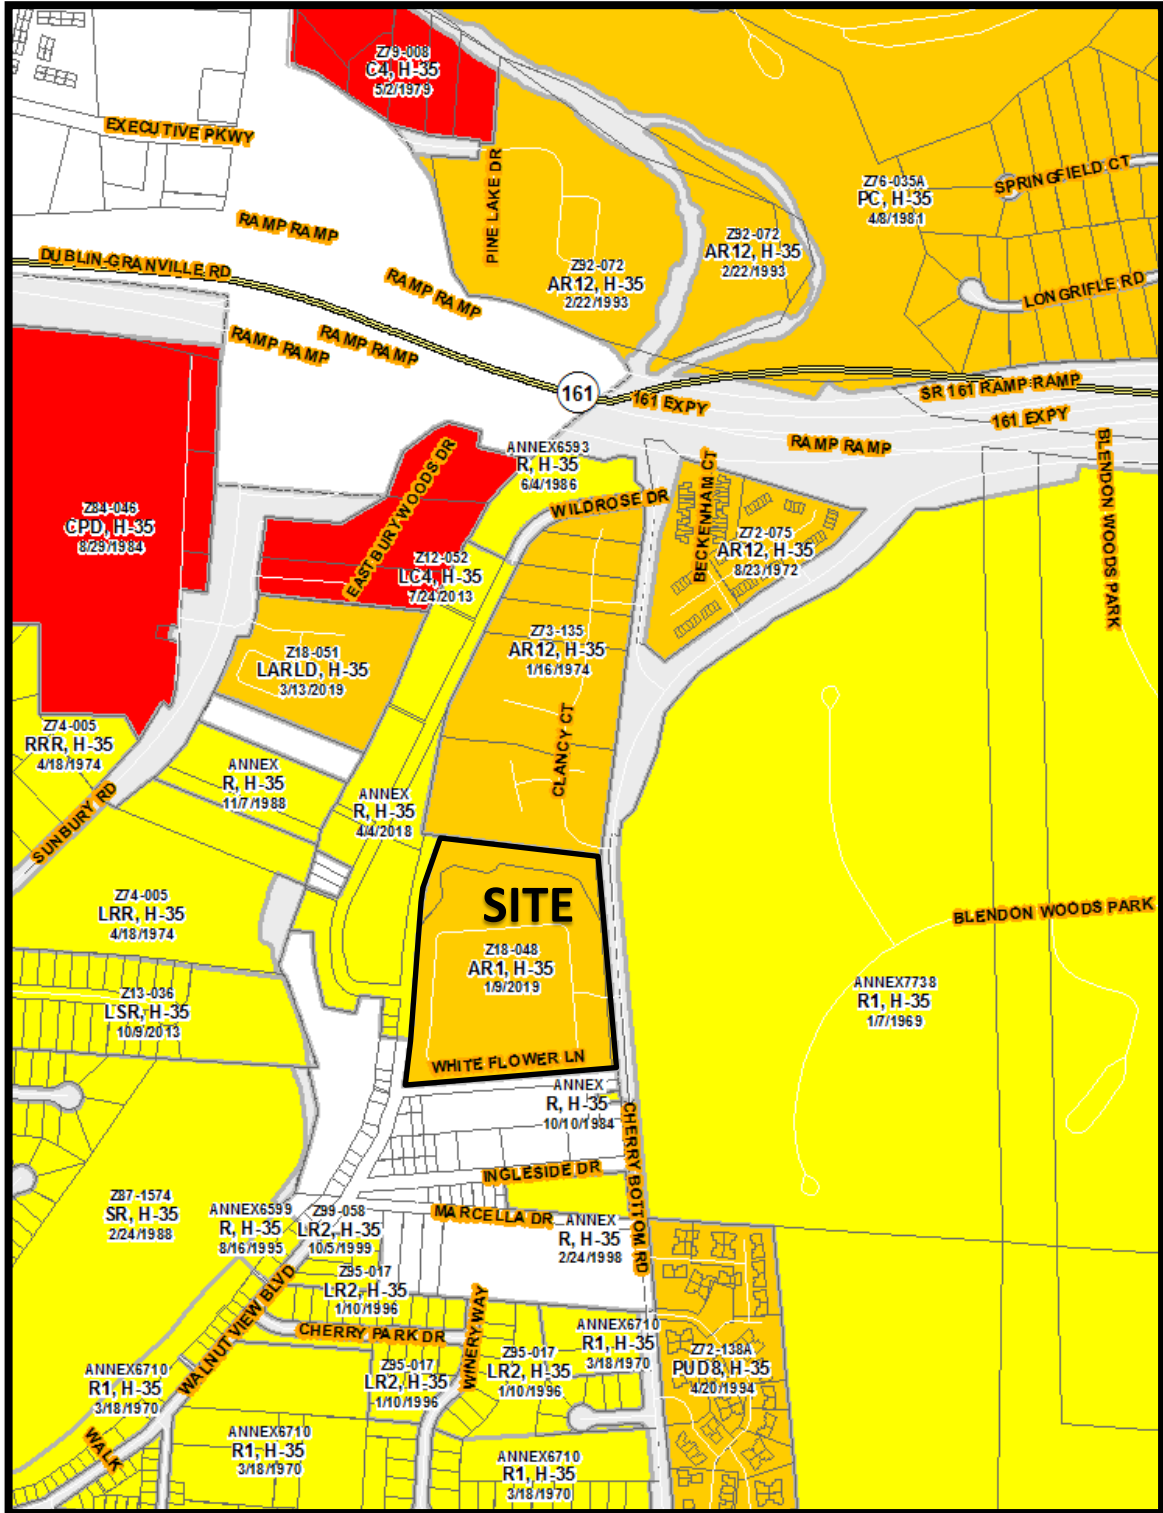 Z79-008
C4, H-35
5/2/1979
EXECUTIVE PKWY
PINE LAKE DR
SPRINGFIELD CT
Z76-035A
PC, H-35
4/8/1981
RAMP RAMP
Z92-072
AR12, H-35
2/22/1993
DUBLIN-GRANVILLE RD
Z92-072
AR12, H-35
2/22/1993
RAMP RAMP
LONGRIFLE RD
RAMP RAMP
RAMP RAMP
161
161 EXPY
SR 161 RAMP RAMP
161 EXPY
RAMP RAMP
ANNEX6593
R, H-35
6/4/1986
EASTBURY WOODS DR
BECKENHAM CT
BLENDON WOODS PARK
WILDROSE DR
Z84-046
CPD, H-35
8/29/1984
Z72-075
AR12, H-35
8/23/1972
Z12-052
LC4, H-35
7/24/2013
Z73-135
AR12, H-35
1/16/1974
Z18-051
LARLD, H-35
3/13/2019
CLANCY CT
Z74-005
RRR, H-35
4/18/1974
ANNEX
R, H-35
11/7/1988
ANNEX
R, H-35
4/4/2018
SUNBURY RD
SITE
Z74-005
LRR, H-35
4/18/1974
BLENDON WOODS PARK
Z18-048
AR1, H-35
1/9/2019
ANNEX7738
R1, H-35
1/7/1969
Z13-036
LSR, H-35
10/9/2013
WHITE FLOWER LN
ANNEX
R, H-35
10/10/1984
CHERRY BOTTOM RD
INGLESIDE DR
Z87-1574
SR, H-35
2/24/1988
ANNEX6599
R, H-35
8/16/1995
Z99-058
LR2, H-35
10/5/1999
MARCELLA DR
ANNEX
R, H-35
2/24/1998
Z95-017
LR2, H-35
1/10/1996
WALNUT VIEW BLVD
CHERRY PARK DR
WINERY WAY
ANNEX6710
R1, H-35
3/18/1970
Z72-138A
PUD8, H-35
4/20/1994
Z95-017
LR2, H-35
1/10/1996
Z95-017
LR2, H-35
1/10/1996
ANNEX6710
R1, H-35
3/18/1970
WALK
ANNEX6710
R1, H-35
3/18/1970
ANNEX6710
R1, H-35
3/18/1970